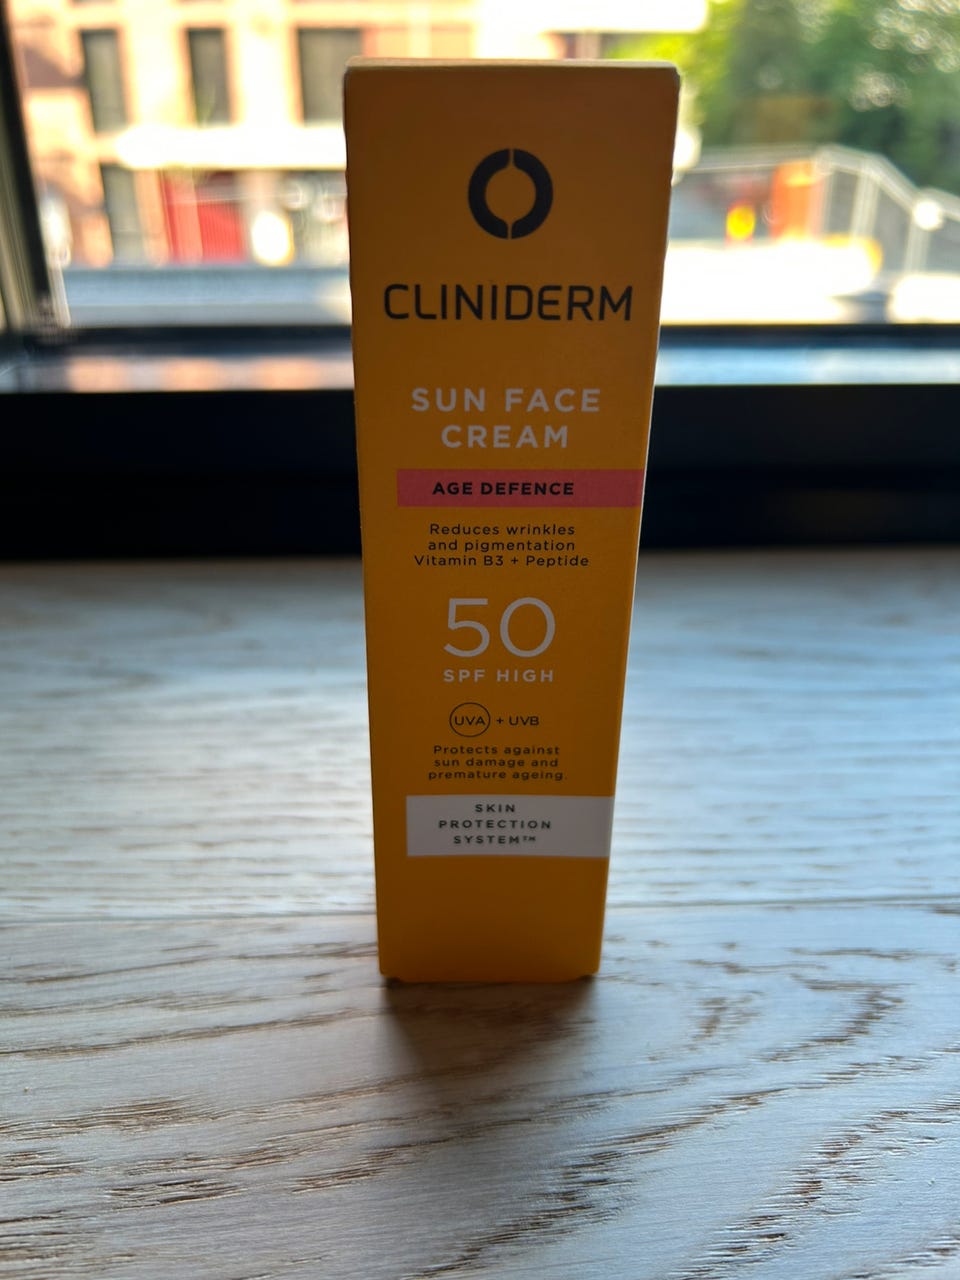 CLINIDERM
SUN FACE
CREAM
AGE DEFENCE
Reduces wrinkles
and pigmentation
Vitamin B3 + Peptide
50
SPF HIGH
UVA + UVB
Protects against
sun damage and
premature ageing.
SKIN
PROTECTION
SYSTEM™